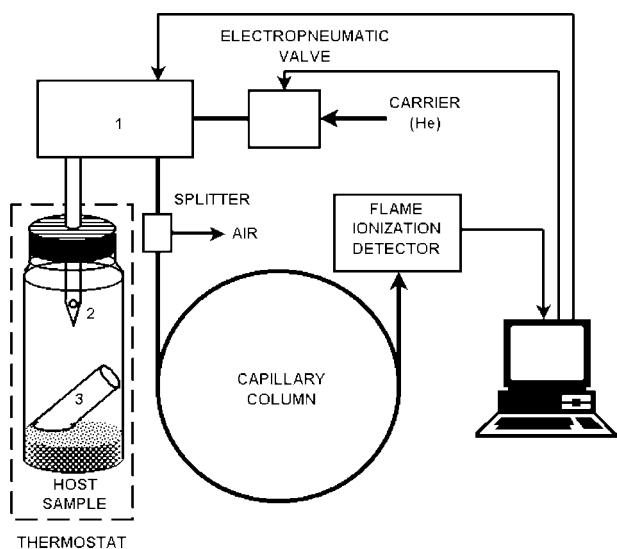 ELECTROPNEUMATIC
VALVE
1
CARRIER
(He)
SPLITTER
AIR
FLAME
IONIZATION
DETECTOR
2
3
CAPILLARY
COLUMN
HOST
SAMPLE
THERMOSTAT